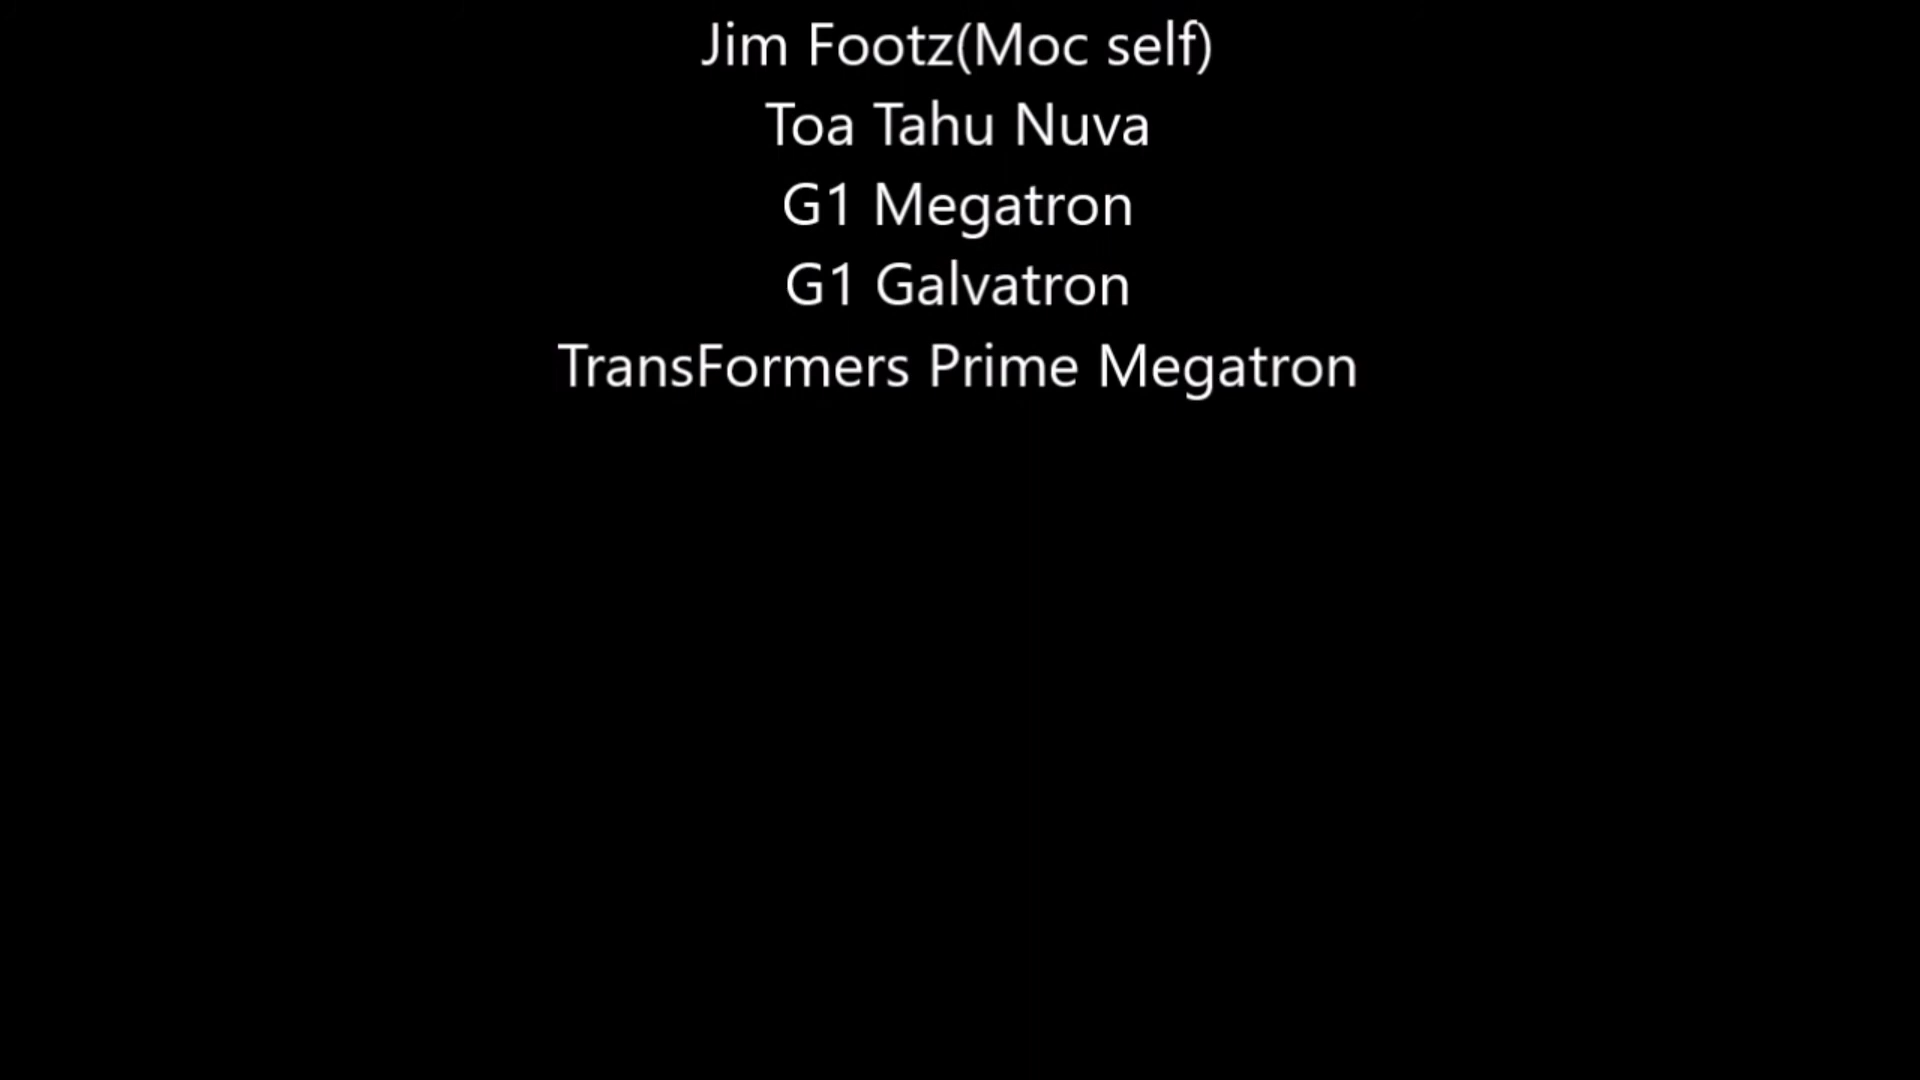 Jim Footz(Moc self)
Toa Tahu Nuva
G1 Megatron
G1 Galvatron
TransFormers Prime Megatron